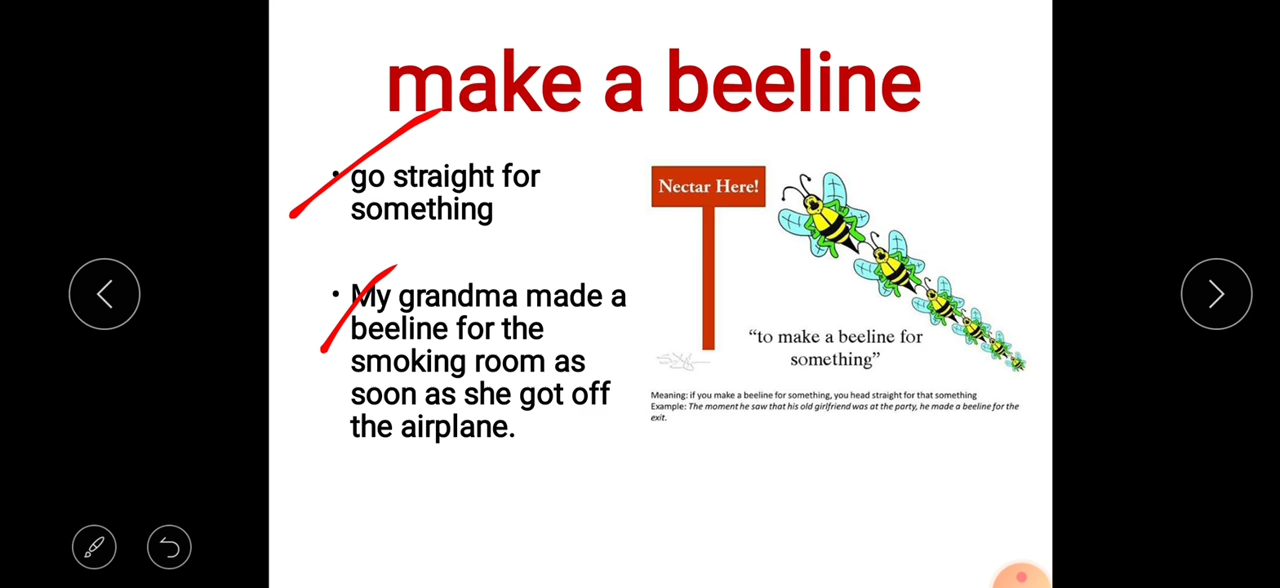 make a beeline
• go straight for
something
• My grandma made a
beeline for the
smoking room as
soon as she got off
the airplane.
Nectar Here!
“to make a beeline for
something”
Meaning: if you make a beeline for something, you head straight for that something
Example: The moment he saw that his old girlfriend was at the party, he made a beeline for the
exit.